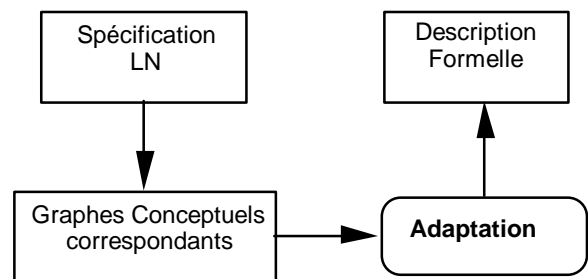 Spécification
LN
Description
Formelle
Graphes Conceptuels
correspondants
Adaptation